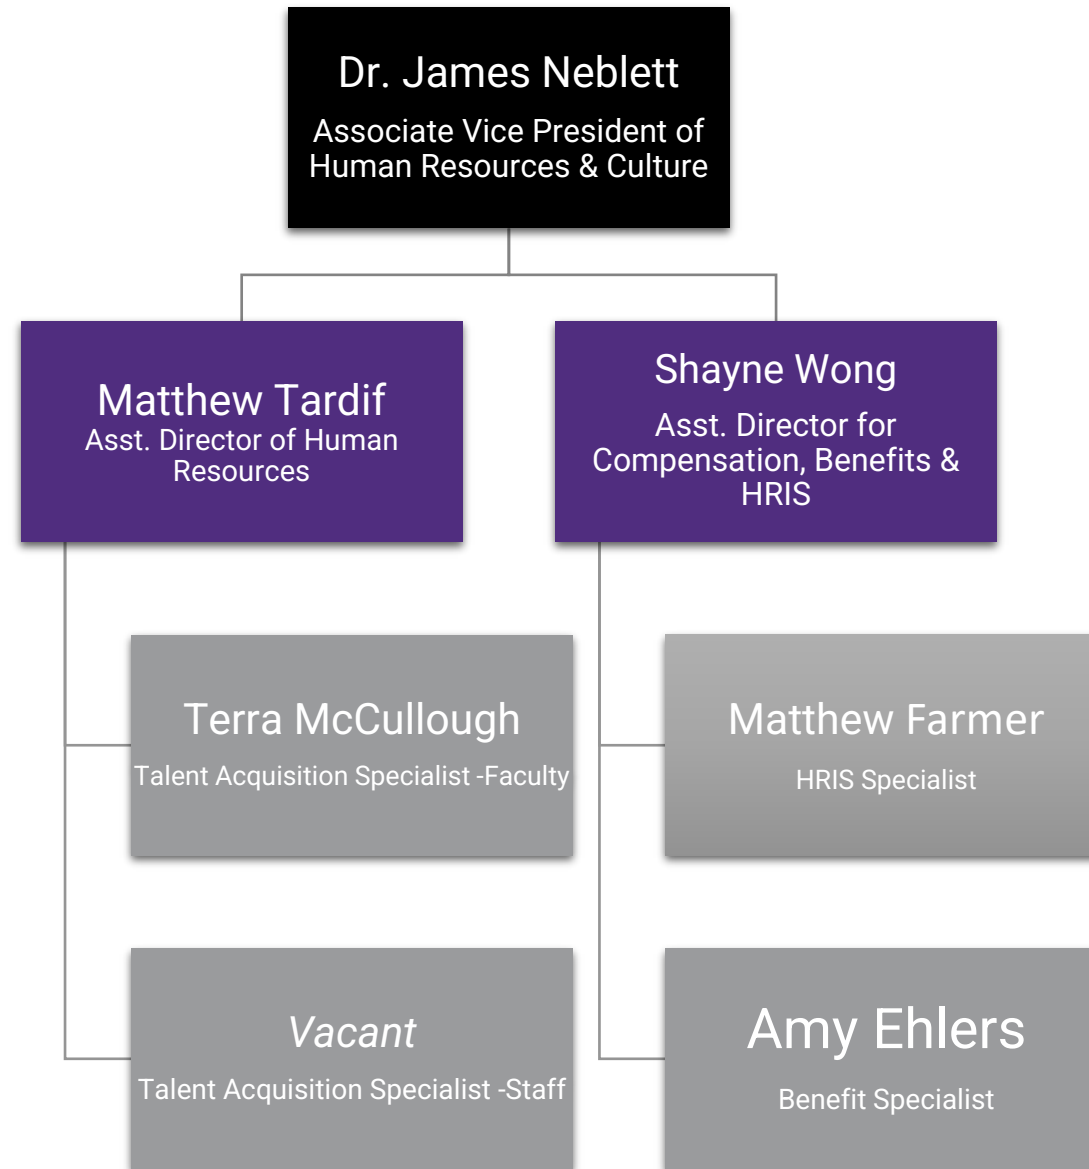 Dr. James Neblett
Associate Vice President of
Human Resources & Culture
Matthew Tardif
Asst. Director of Human
Resources
Shayne Wong
Asst. Director for
Compensation, Benefits &
HRIS
Terra McCullough
Talent Acquisition Specialist -Faculty
Matthew Farmer
HRIS Specialist
Vacant
Talent Acquisition Specialist -Staff
Amy Ehlers
Benefit Specialist